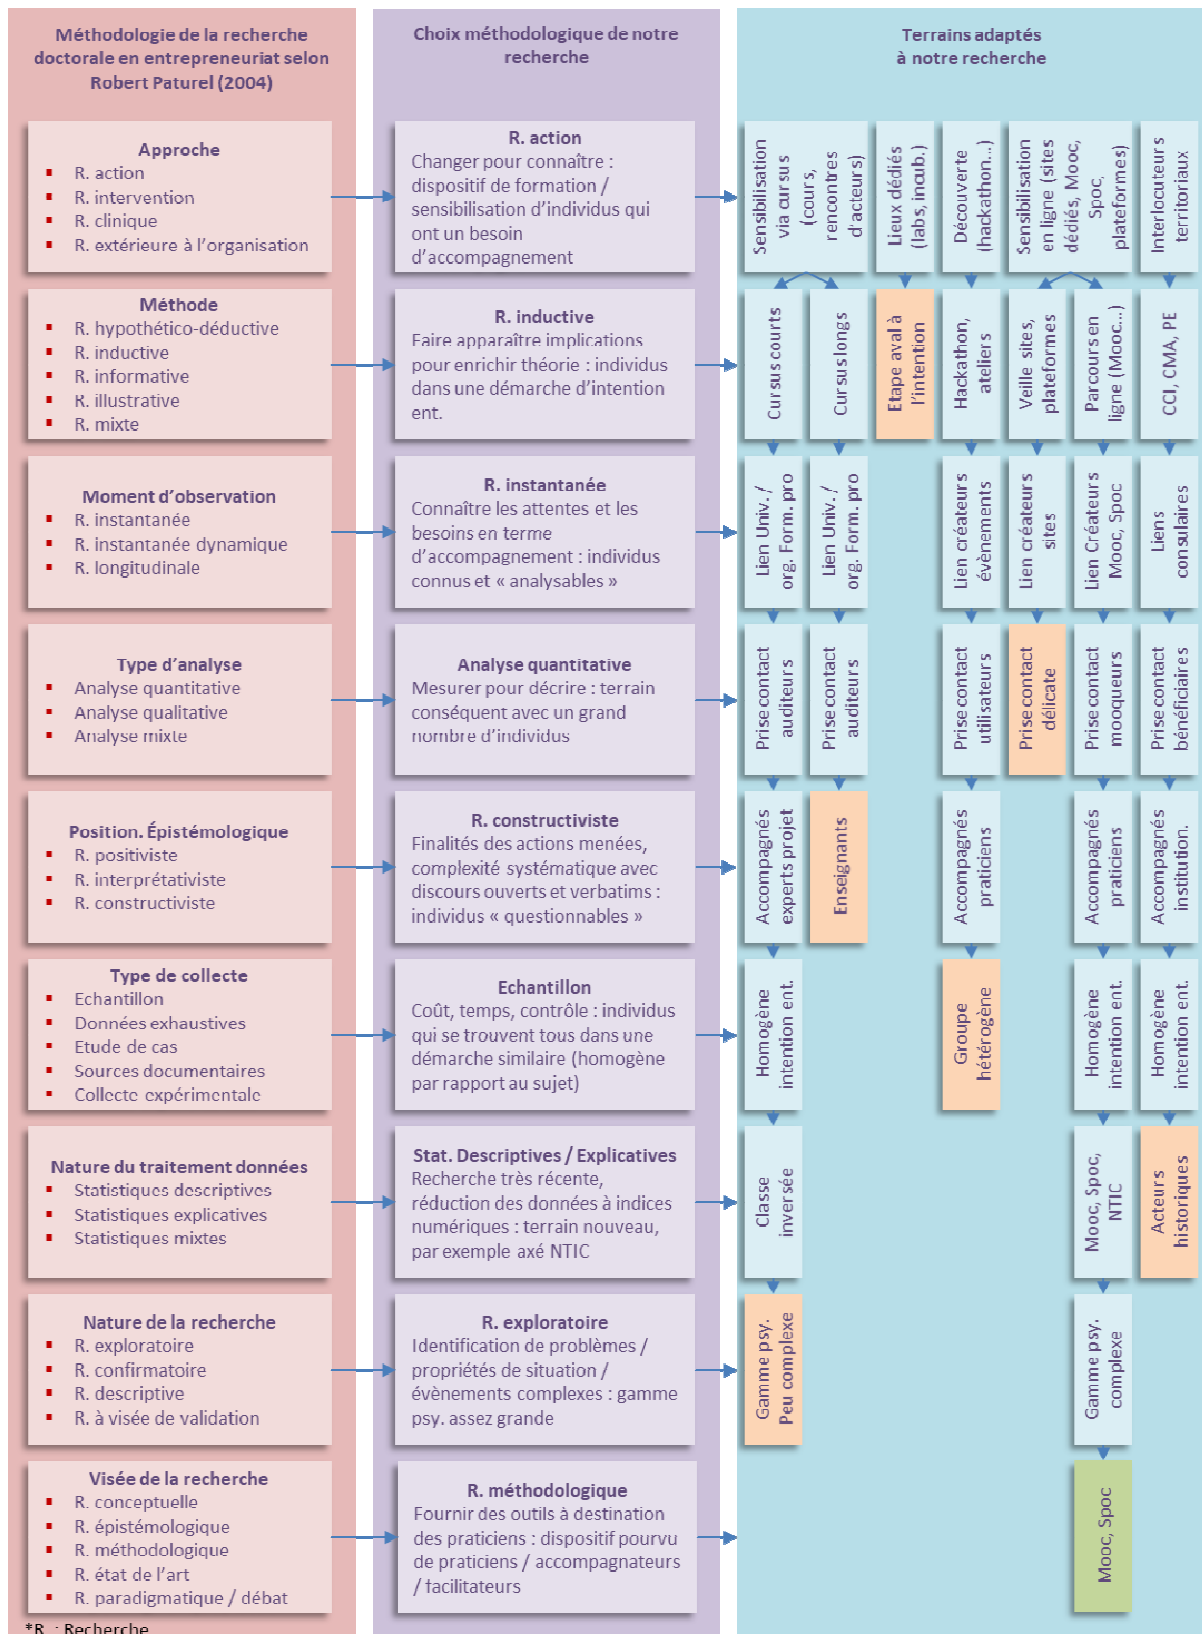 Méthodologie de la recherche
doctorale en entrepreneuriat selon
Robert Paturel (2004)
Choix méthodologique de notre
recherche
Terrains adaptés
à notre recherche
Approche
R. action
R. intervention
R. clinique
R. extérieure à l'organisation
R. action
Changer pour connaître :
dispositif de formation /
sensibilisation d'individus qui
ont un besoin
d'accompagnement
Sensibilisation
via cursus
(cours,
rencontres
d'acteurs)
Lieux dédiés
(labs, incub.)
Découverte
(hackathon...)
Sensibilisation
en ligne (sites
dédiés, Mooc,
Spoc,
plateformes)
Interlocuteurs
territoriaux
Méthode
R. hypothético-déductive
R. inductive
R. informative
R. illustrative
R. mixte
R. inductive
Faire apparaître implications
pour enrichir théorie : individus
dans une démarche d'intention
ent.
Cursus courts
Cursus longs
Etape aval à
l'intention
Hackathon,
ateliers
Veille sites,
plateformes
Parcours en
ligne (Mooc...)
CCI, CMA, PE
Moment d'observation
R. instantanée
R. instantanée dynamique
R. longitudinale
R. instantanée
Connaître les attentes et les
besoins en terme
d'accompagnement : individus
connus et « analysables »
Lien Univ. /
org. Form. pro
Lien Univ. /
org. Form. pro
Lien créateurs
évènements
Lien créateurs
sites
Lien Créateurs
Mooc, Spoc
Liens
consulaires
Type d'analyse
Analyse quantitative
Analyse qualitative
Analyse mixte
Analyse quantitative
Mesurer pour décrire : terrain
conséquent avec un grand
nombre d'individus
Prise contact
auditeurs
Prise contact
auditeurs
Prise contact
utilisateurs
Prise contact
délicate
Prise contact
mooqueurs
Prise contact
bénéficiaires
Position. Épistémologique
R. positiviste
R. interprétativiste
R. constructiviste
R. constructiviste
Finalités des actions menées,
complexité systématique avec
discours ouverts et verbatims :
individus « questionnables »
Accompagnés
experts projet
Enseignants
Accompagnés
praticiens
Accompagnés
praticiens
Accompagnés
institution.
Type de collecte
Echantillon
Données exhaustives
Etude de cas
Sources documentaires
Collecte expérimentale
Echantillon
Coût, temps, contrôle : individus
qui se trouvent tous dans une
démarche similaire (homogène
par rapport au sujet)
Homogène
intention ent.
Groupe
hétérogène
Homogène
intention ent.
Homogène
intention ent.
Nature du traitement données
Statistiques descriptives
Statistiques explicatives
Statistiques mixtes
Stat. Descriptives / Explicatives
Recherche très récente,
réduction des données à indices
numériques : terrain nouveau,
par exemple axé NTIC
Classe
inversée
Mooc, Spoc,
NTIC
Acteurs
historiques
Nature de la recherche
R. exploratoire
R. confirmatoire
R. descriptive
R. à visée de validation
R. exploratoire
Identification de problèmes /
propriétés de situation /
évènements complexes : gamme
psy. assez grande
Gamme psy.
Peu complexe
Gamme psy.
complexe
Visée de la recherche
R. conceptuelle
R. épistémologique
R. méthodologique
R. état de l'art
R. paradigmatique / débat
R. méthodologique
Fournir des outils à destination
des praticiens : dispositif pourvu
de praticiens / accompagnateurs
/ facilitateurs
Mooc, Spoc
*R. : Recherche